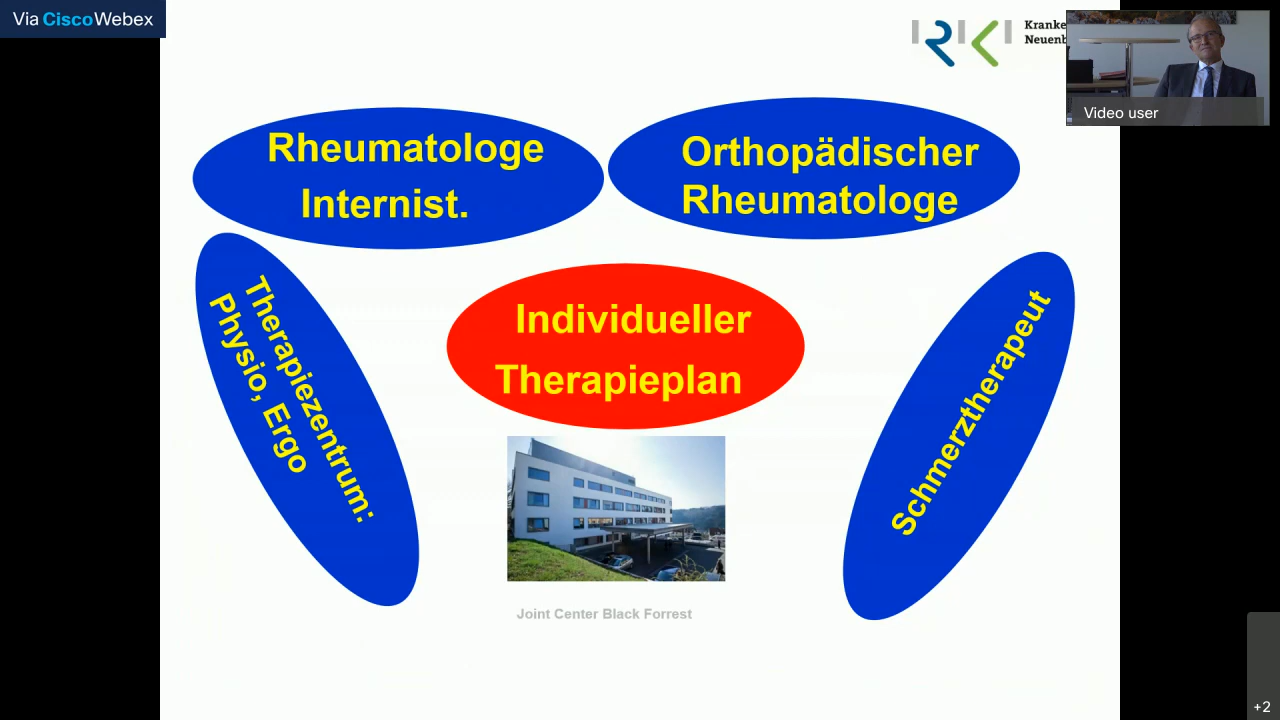 Via CiscoWebex
Kranke
Neuenb
Video user
Rheumatologe
Internist.
Orthopädischer
Rheumatologe
Therapiezentrum:
Physio, Ergo
Individueller
Therapieplan
Schmerztherapeut
Joint Center Black Forrest
+2